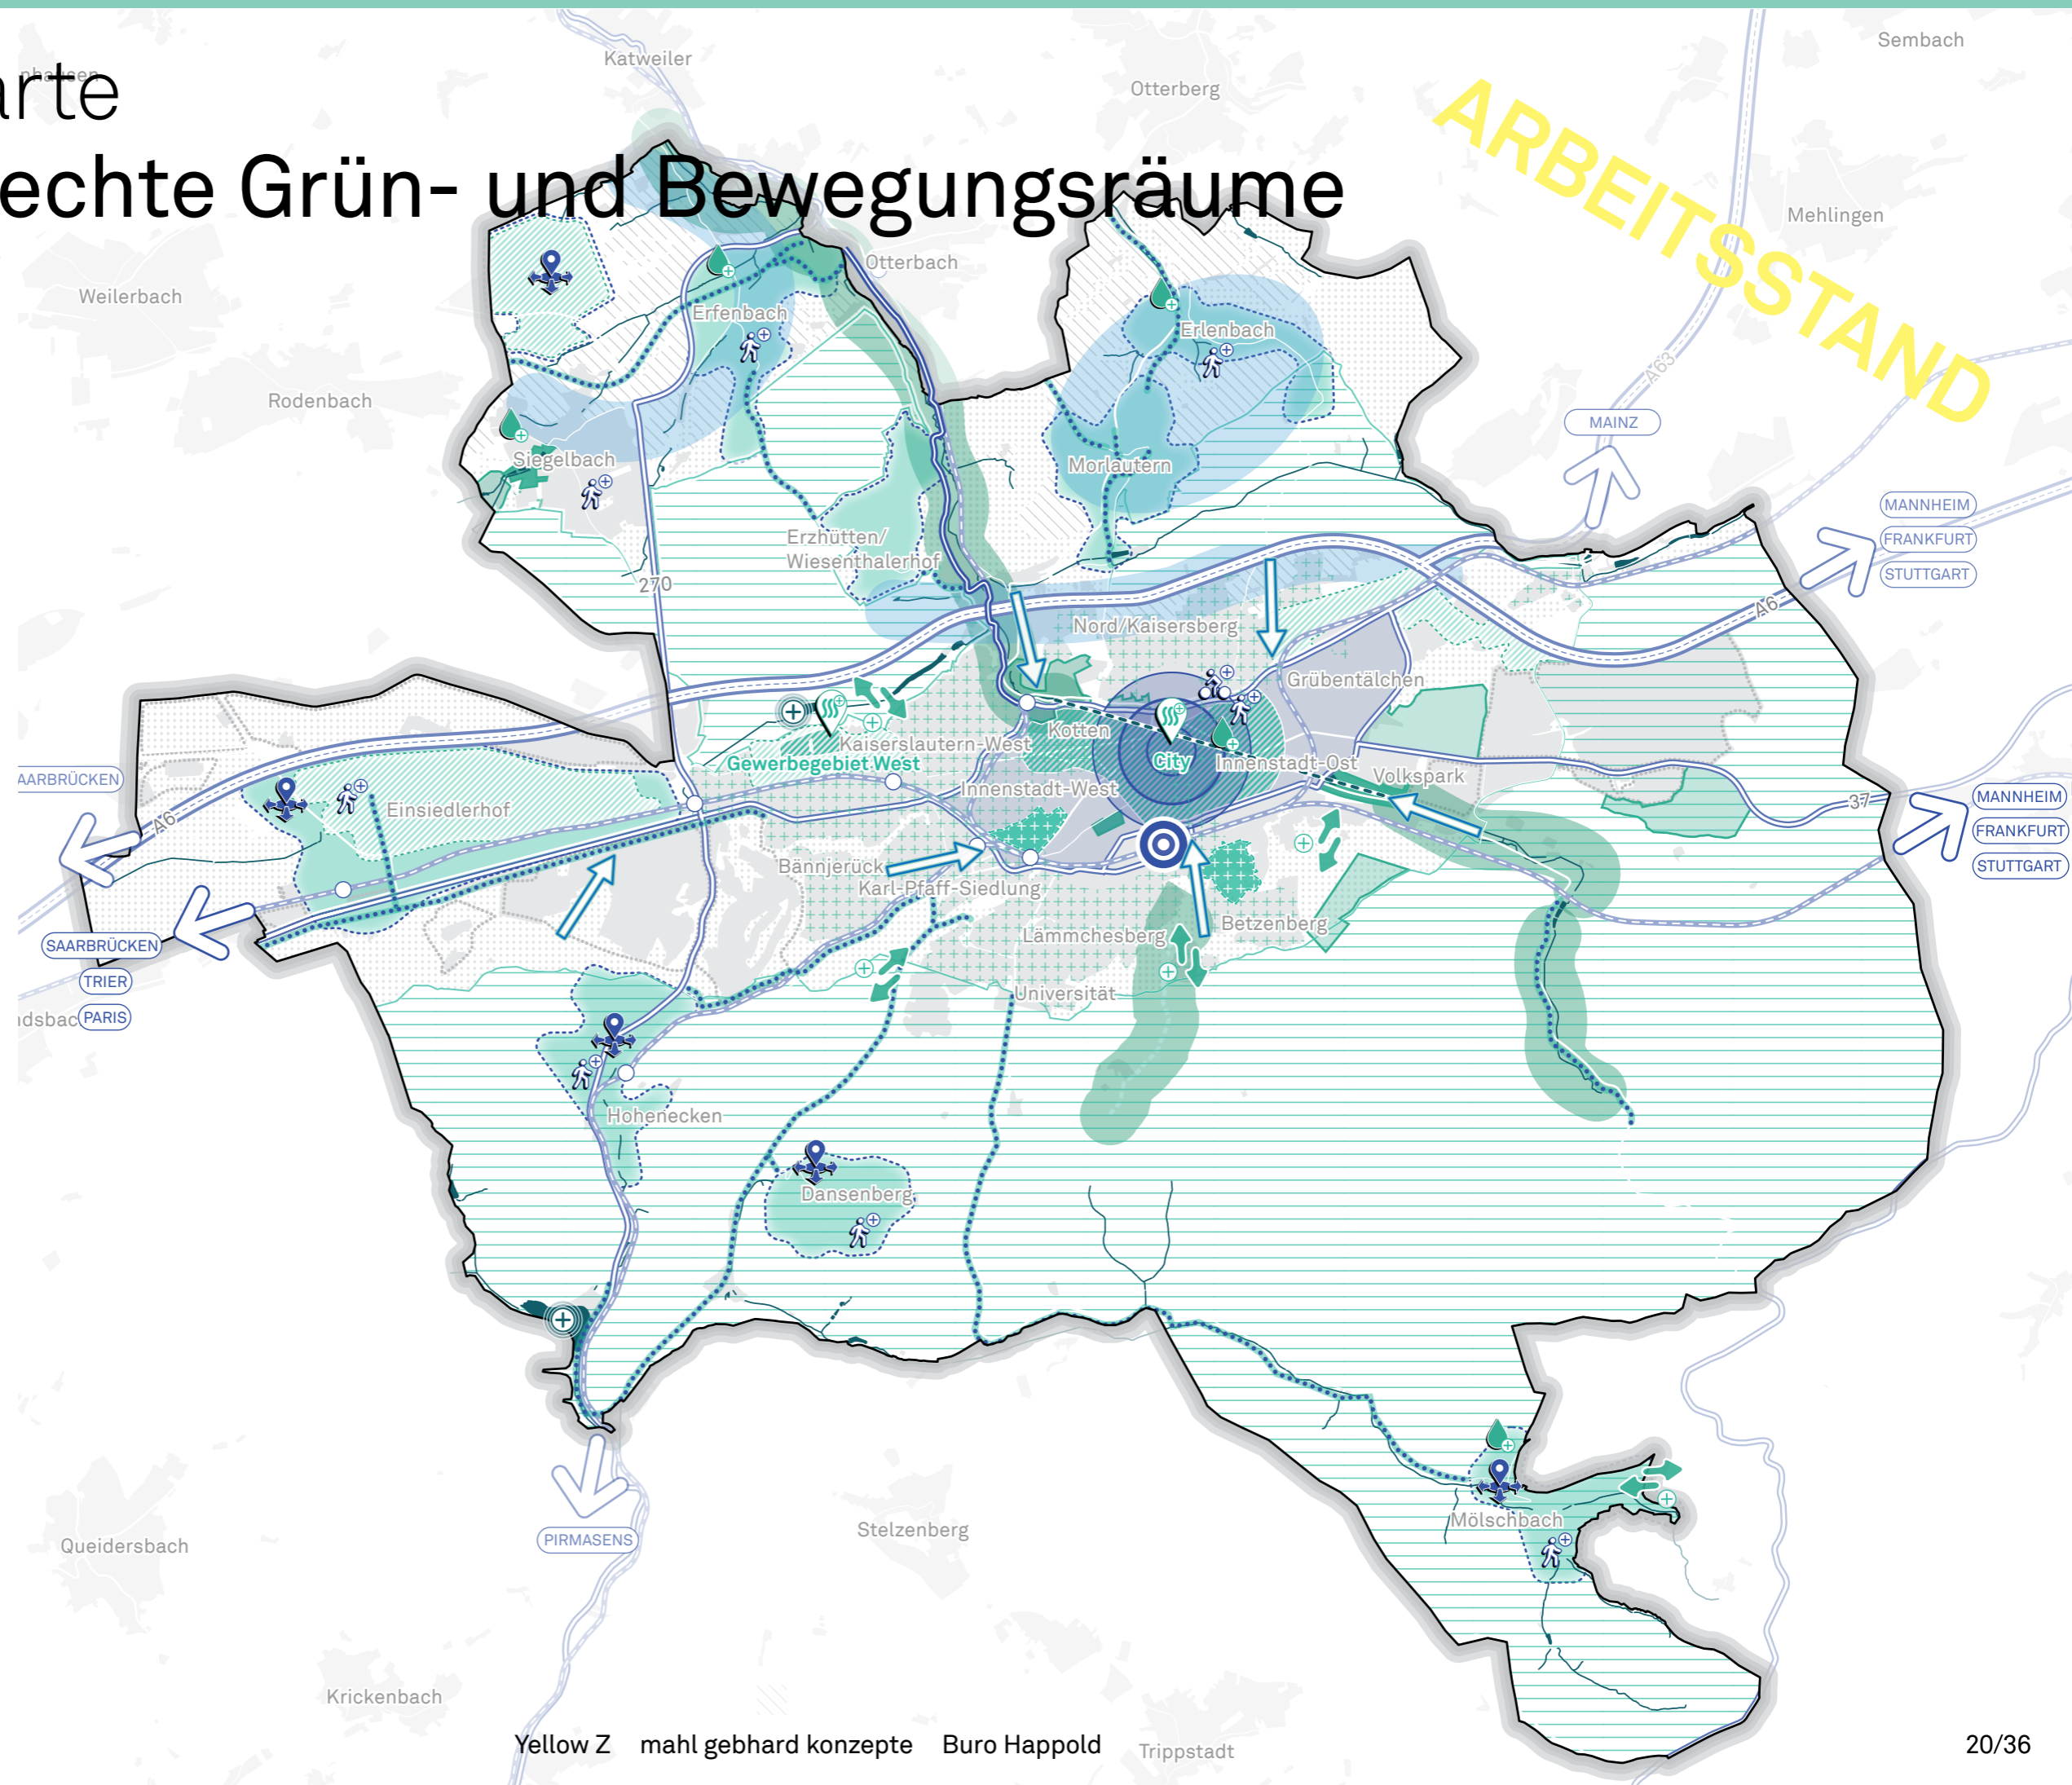 arte
echte Grün- und Bewegungsräume
ARBEITSSTAND
Katweiler
Sembach
Otterberg
Mehlingen
Otterbach
Weilerbach
Erfenbach
Erlenbach
Rodenbach
A63
MAINZ
Siegelbach
Morlautern
MANNHEIM
FRANKFURT
STUTTGART
Erzhütten/
Wiesenthalerhof
270
A6
Nord/Kaisersberg
Grübentälchen
Kotten
Kaiserslautern-West
Gewerbegebiet West
City
Innenstadt-Ost
Volkspark
Innenstadt-West
37
MANNHEIM
FRANKFURT
STUTTGART
AARBRÜCKEN
A6
Einsiedlerhof
Bännjerück
Karl-Pfaff-Siedlung
Betzenberg
Lämmchesberg
SAARBRÜCKEN
TRIER
PARIS
Universität
Hohenecken
Dansenberg
Mölschbach
Queidersbach
PIRMASENS
Stelzenberg
Krickenbach
Trippstadt
Yellow Z mahl gebhard konzepte Buro Happold
20/36